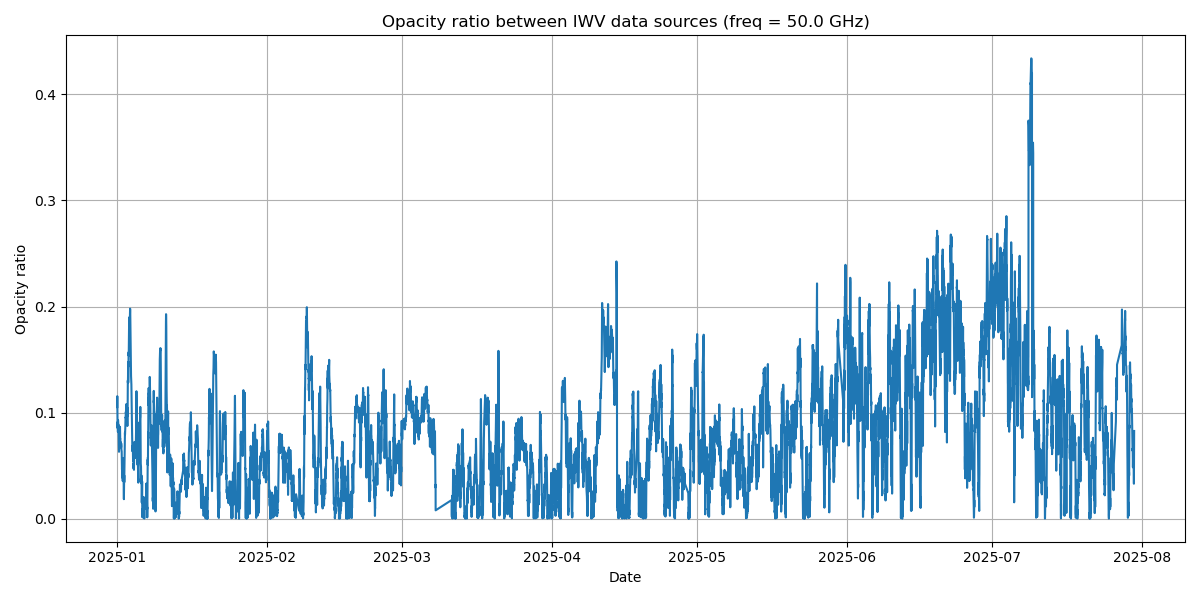 Opacity ratio between IWV data sources (freq = 50.0 GHz)
0.4
0.3
0.2
0.1
0.0
Opacity ratio
2025-01 2025-02 2025-03 2025-04 2025-05 2025-06 2025-07 2025-08
Date